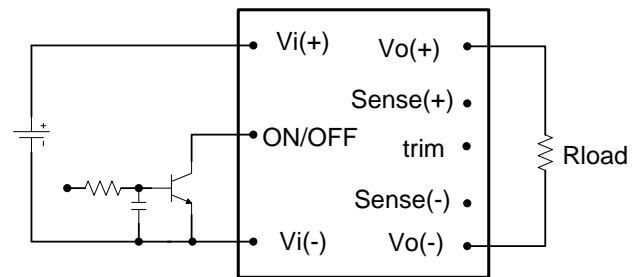 Vi(+)
Vo(+)
Sense(+)
ON/OFF
trim
Rload
Sense(-)
Vi(-)
Vo(-)
+
-